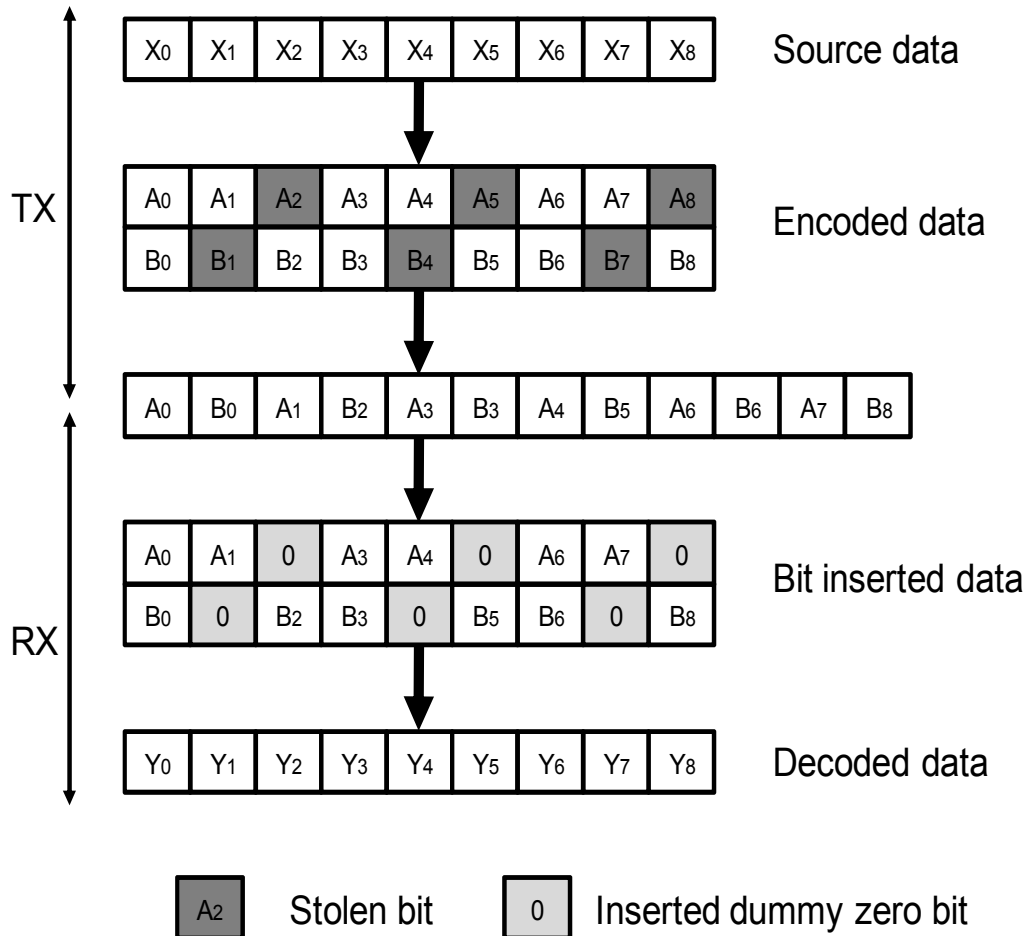 X0 X1 X2 X3 X4 X5 X6 X7 X8 Source data
TX
A0 A1 A2 A3 A4 A5 A6 A7 A8
Encoded data
B0 B1 B2 B3 B4 B5 B6 B7 B8
A0 B0 A1 B2 A3 B3 A4 B5 A6 B6 A7 B8
A0 A1 0 A3 A4 0 A6 A7 0
Bit inserted data
B0 0 B2 B3 0 B5 B6 0 B8
RX
Y0 Y1 Y2 Y3 Y4 Y5 Y6 Y7 Y8 Decoded data
A2 Stolen bit 0 Inserted dummy zero bit